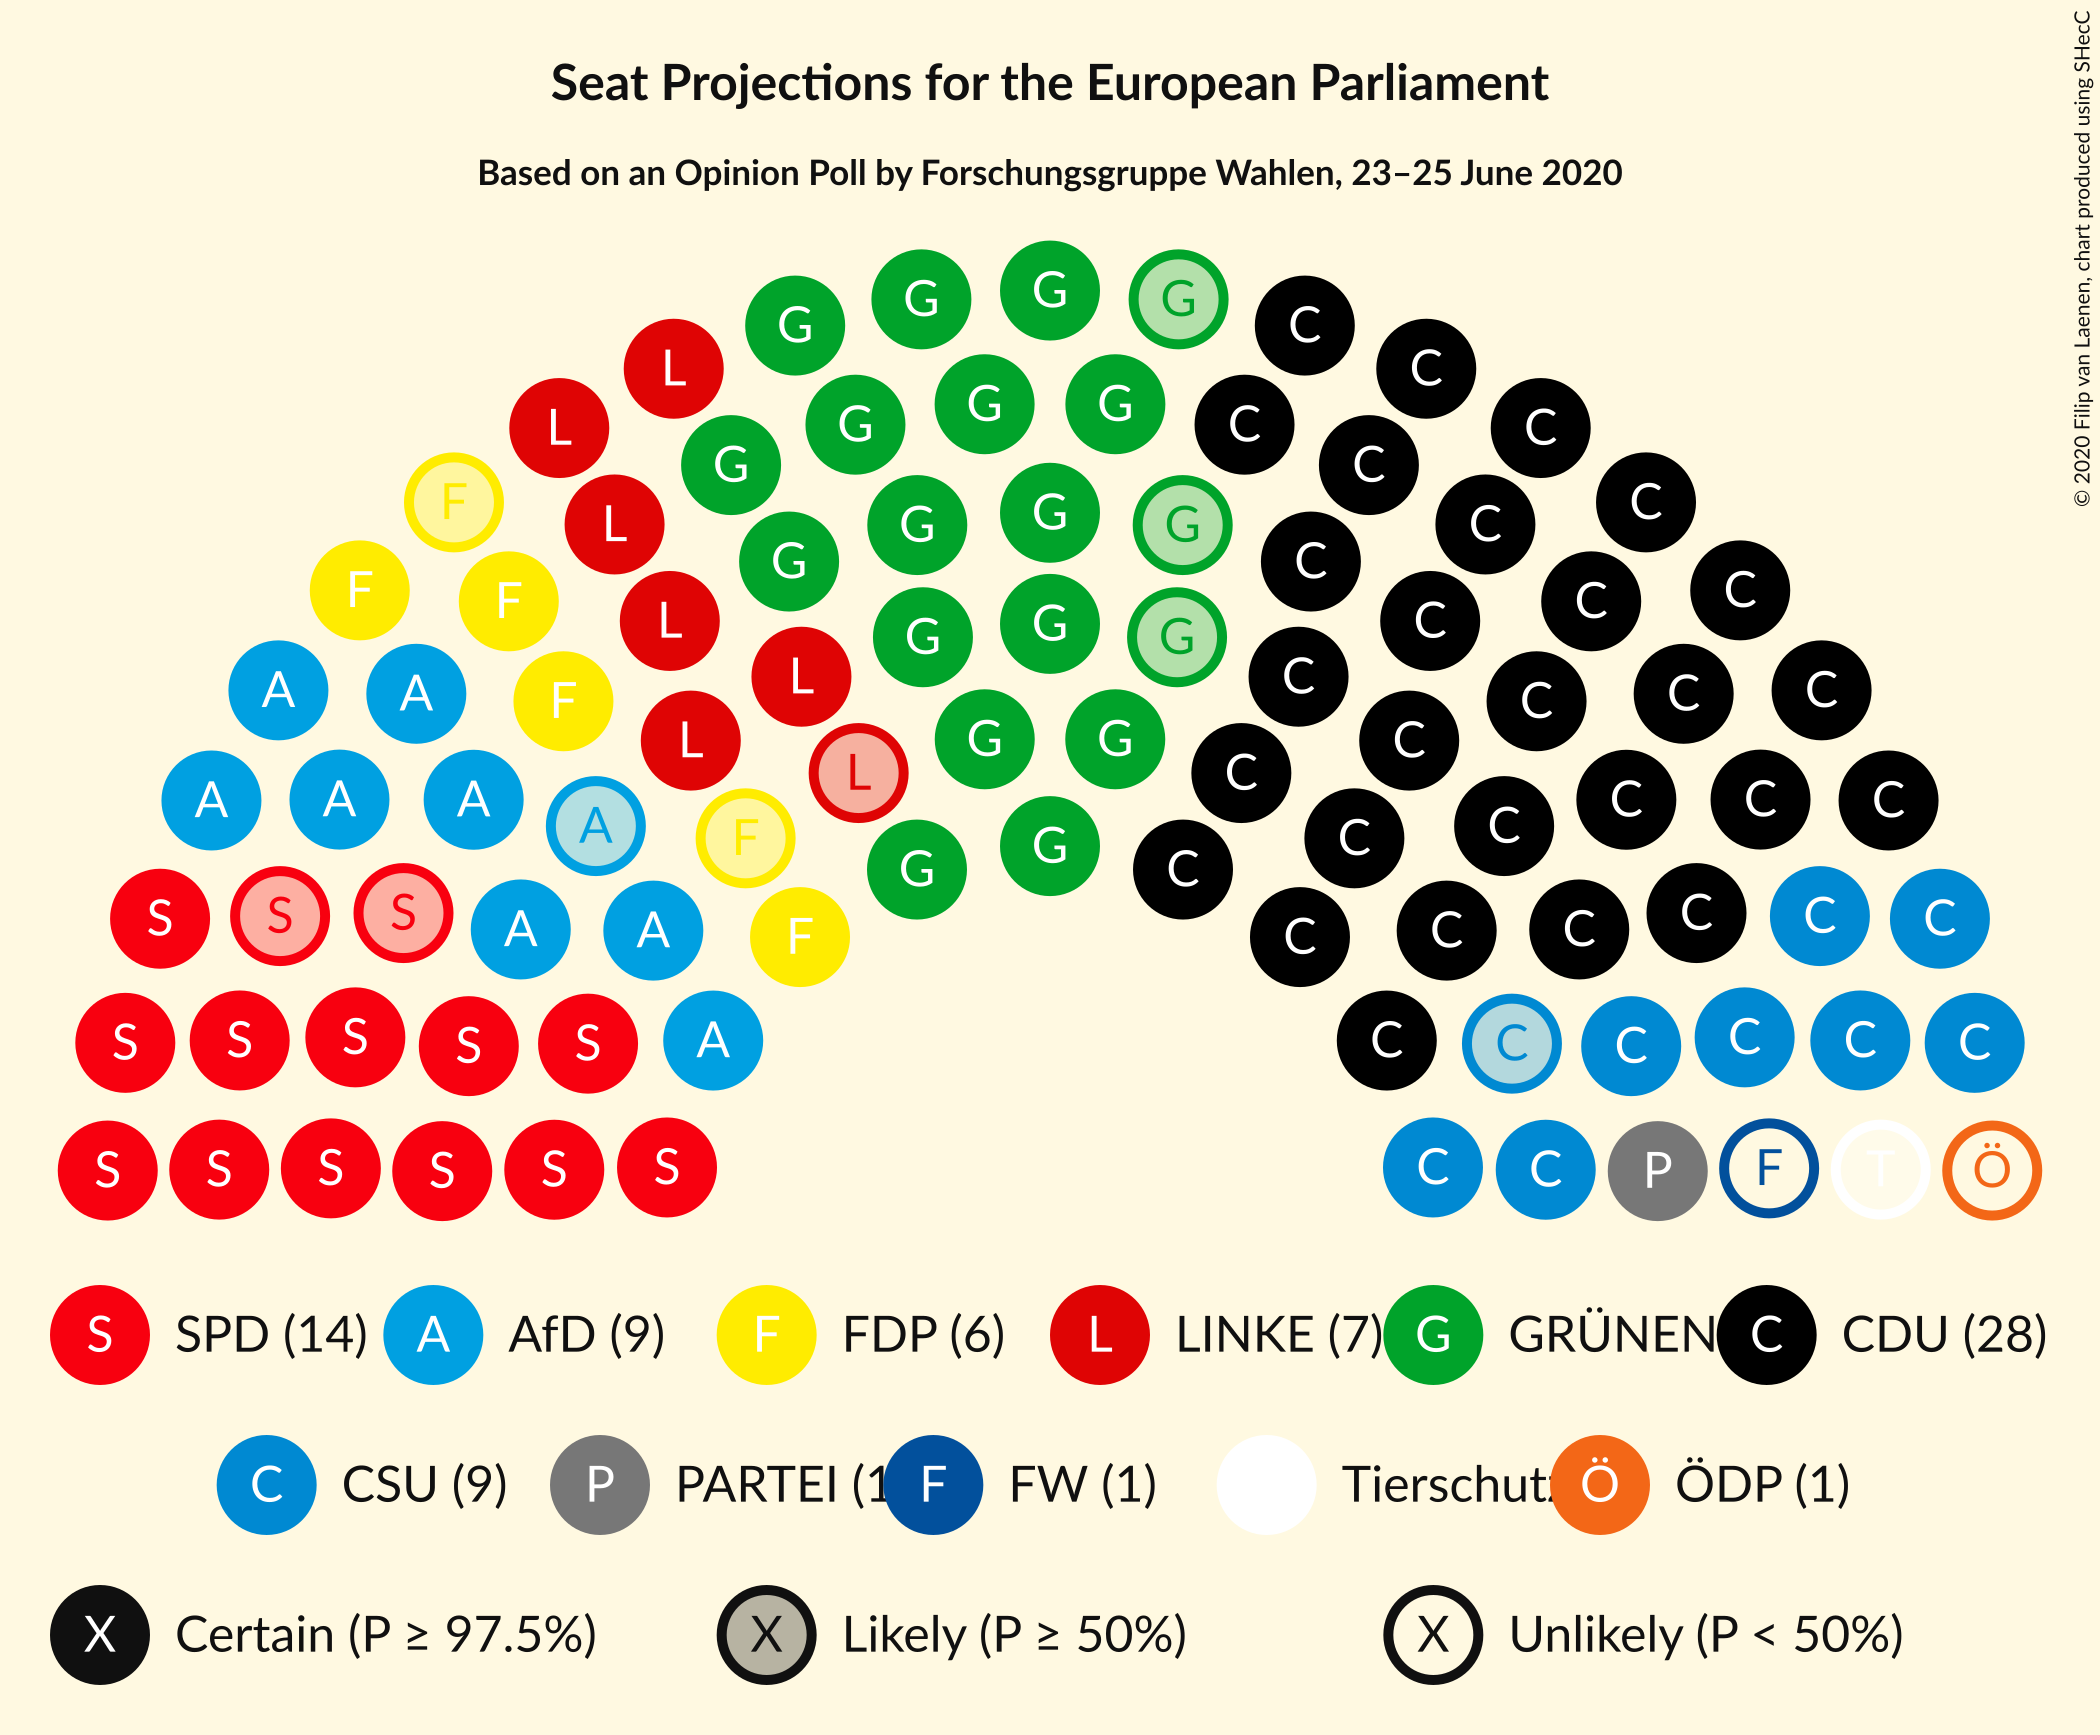 Seat Projections for the European Parliament
Based on an Opinion Poll by Forschungsgruppe Wahlen, 23–25 June 2020
© 2020 Filip van Laenen, chart produced using SHecC
G G G G C
L G G G G C C
L L G G G G C C C
F L G G G G C C C C
F F L L G G G C C C C C
A A F L L G G C C C C C
A A A A F L G G C C C C C C C
S S S A A F C C C C C C
S S S S S A C C C C C C
S S S S S S C C P F T Ö
S SPD (14) A AfD (9) F FDP (6) L LINKE (7) G GRÜNEN C CDU (28)
C CSU (9) P PARTEI (1 F FW (1) Tierschutz Ö ÖDP (1)
X Certain (P ≥ 97.5%) X Likely (P ≥ 50%) X Unlikely (P < 50%)